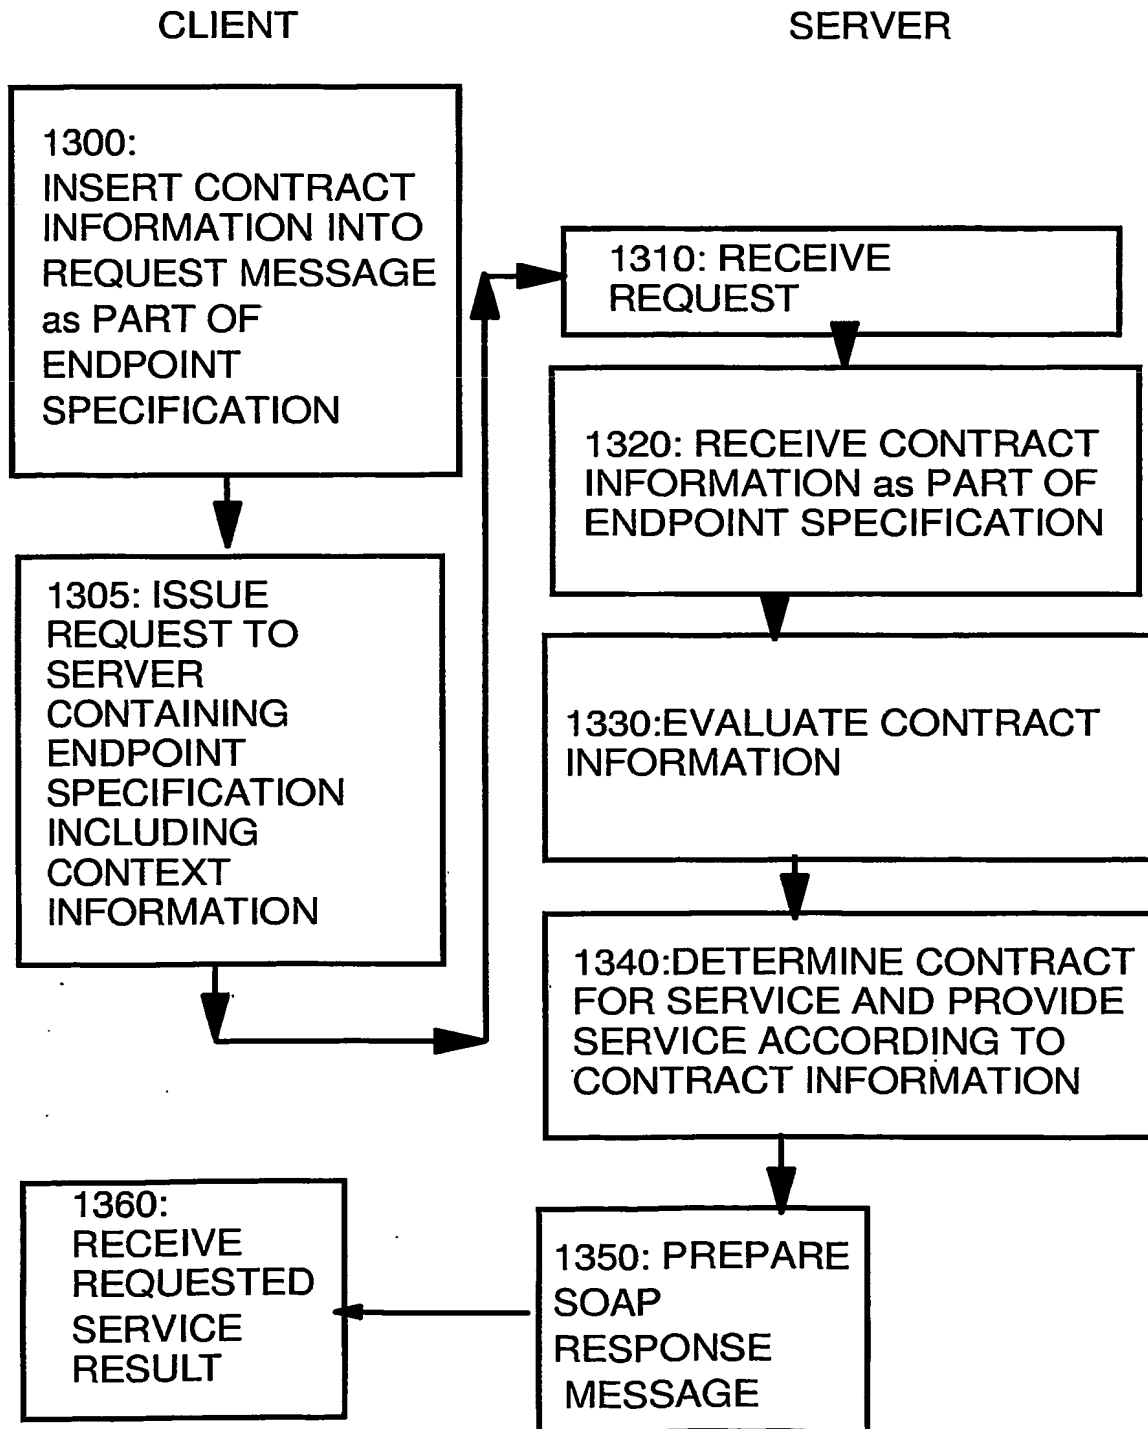 CLIENT
SERVER
1300:
INSERT CONTRACT
INFORMATION INTO
REQUEST MESSAGE
as PART OF
ENDPOINT
SPECIFICATION
1305: ISSUE
REQUEST TO
SERVER
CONTAINING
ENDPOINT
SPECIFICATION
INCLUDING
CONTEXT
INFORMATION
1310: RECEIVE
REQUEST
1320: RECEIVE CONTRACT
INFORMATION as PART OF
ENDPOINT SPECIFICATION
1330:EVALUATE CONTRACT
INFORMATION
1340:DETERMINE CONTRACT
FOR SERVICE AND PROVIDE
SERVICE ACCORDING TO
CONTRACT INFORMATION
1350: PREPARE
SOAP
RESPONSE
MESSAGE
1360:
RECEIVE
REQUESTED
SERVICE
RESULT